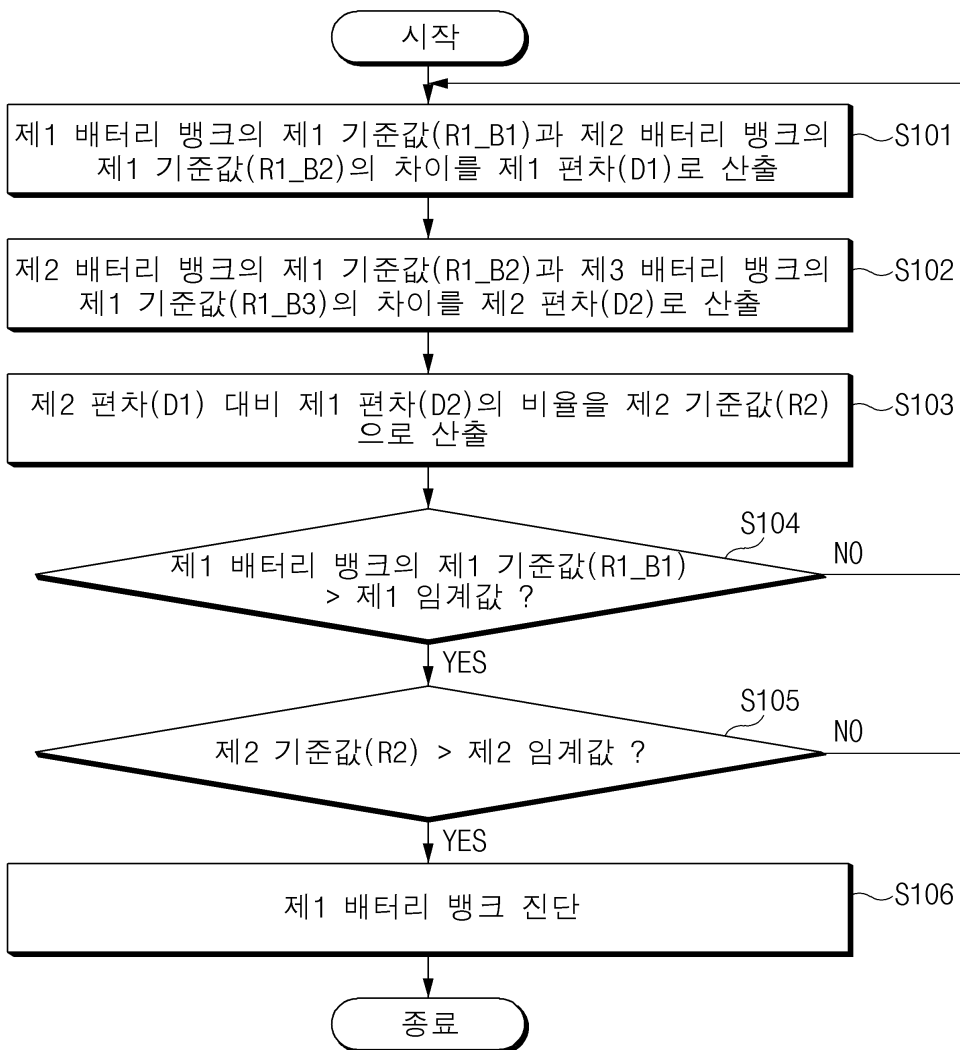 시작
제1 배터리 뱅크의 제1 기준값(R1_B1)과 제2 배터리 뱅크의
제1 기준값(R1_B2)의 차이를 제1 편차(D1)로 산출
S101
제2 배터리 뱅크의 제1 기준값(R1_B2)과 제3 배터리 뱅크의
제1 기준값(R1_B3)의 차이를 제2 편차(D2)로 산출
S102
제2 편차(D1) 대비 제1 편차(D2)의 비율을 제2 기준값(R2)
으로 산출
S103
S104
제1 배터리 뱅크의 제1 기준값(R1_B1)
> 제1 임계값 ?
NO
YES
S105
제2 기준값(R2) > 제2 임계값 ?
NO
YES
제1 배터리 뱅크 진단
S106
종료